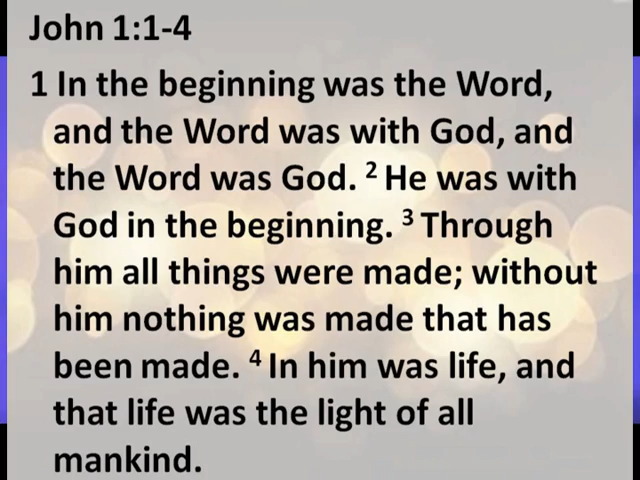 John 1:1-4
1 In the beginning was the Word,
and the Word was with God, and
the Word was God. ² He was with
God in the beginning. ³ Through
him all things were made; without
him nothing was made that has
been made. ⁴ In him was life, and
that life was the light of all
mankind.